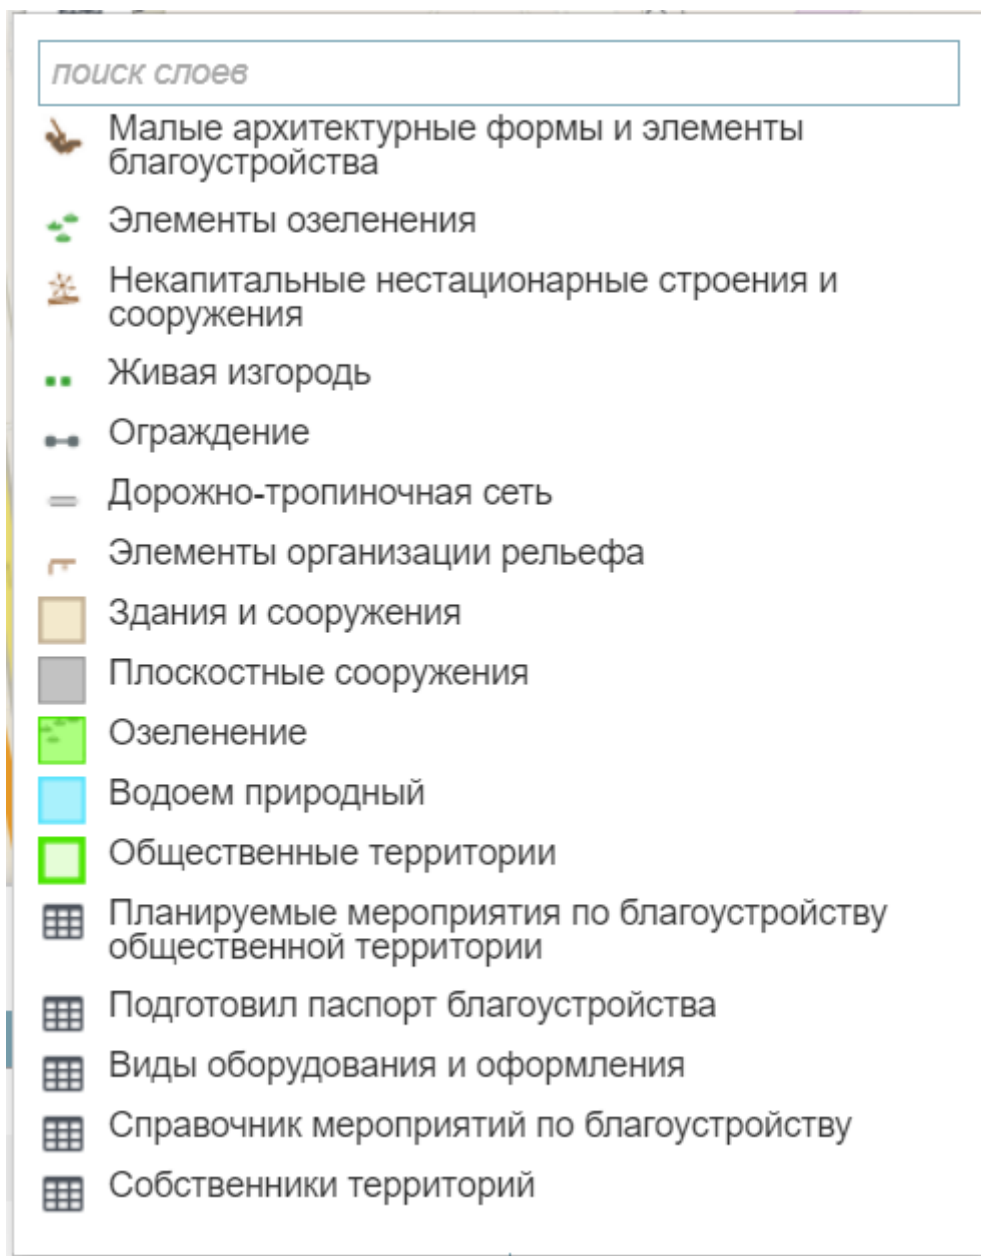 поиск слоев
Малые архитектурные формы и элементы
благоустройства
Элементы озеленения
Некапитальные нестационарные строения и
сооружения
Живая изгородь
Ограждение
Дорожно-тропиночная сеть
Элементы организации рельефа
Здания и сооружения
Плоскостные сооружения
Озеленение
Водоем природный
Общественные территории
Планируемые мероприятия по благоустройству
общественной территории
Подготовил паспорт благоустройства
Виды оборудования и оформления
Справочник мероприятий по благоустройству
Собственники территорий